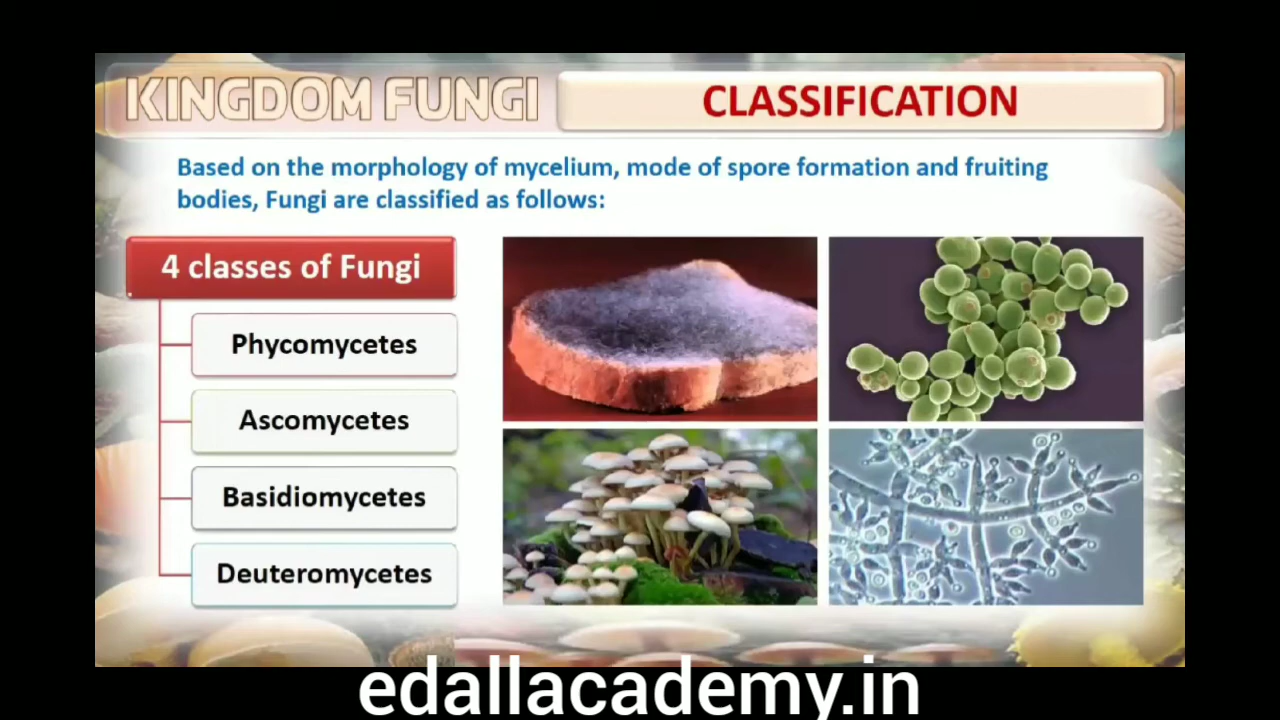 KINGDOM FUNGI
CLASSIFICATION
Based on the morphology of mycelium, mode of spore formation and fruiting
bodies, Fungi are classified as follows:
4 classes of Fungi
Phycomycetes
Ascomycetes
Basidiomycetes
Deuteromycetes
edallacademy.in